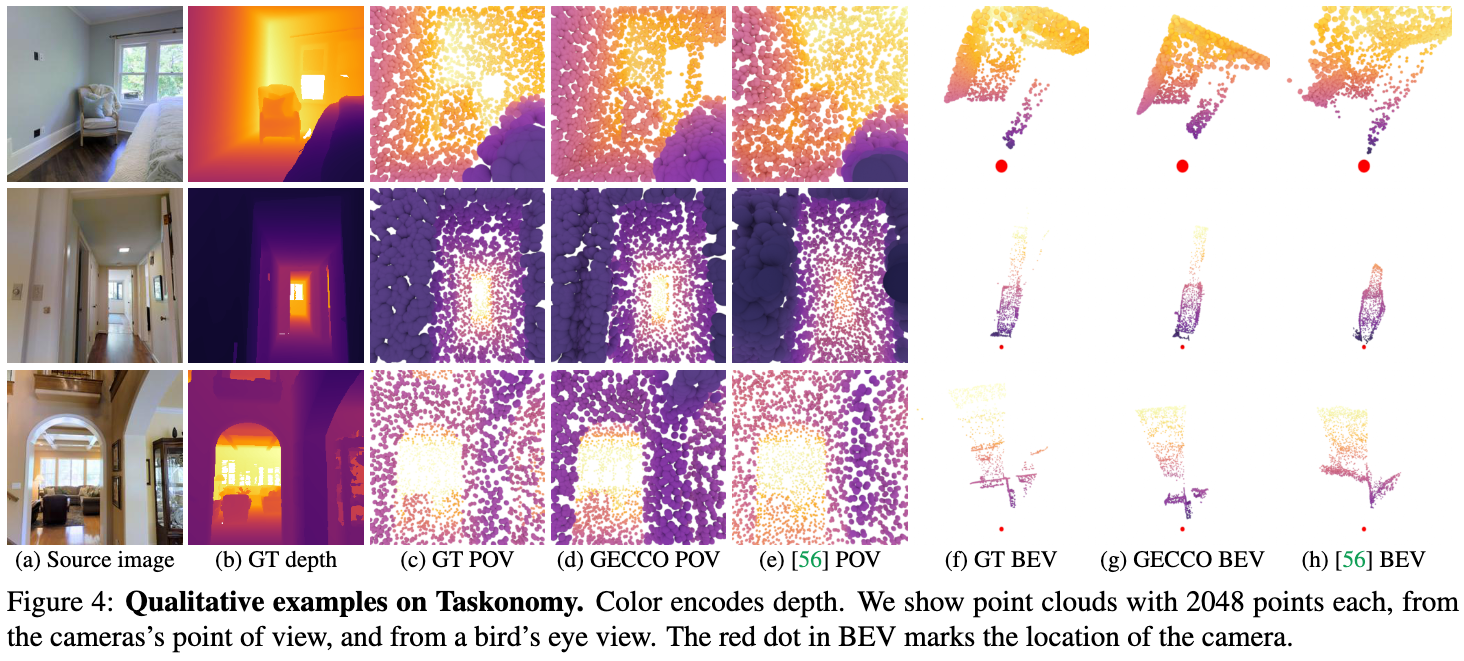 (a) Source image (b) GT depth (c) GT POV (d) GECCO POV (e) [56] POV (f) GT BEV (g) GECCO BEV (h) [56] BEV
Figure 4: Qualitative examples on Taskonomy. Color encodes depth. We show point clouds with 2048 points each, from
the cameras's point of view, and from a bird's eye view. The red dot in BEV marks the location of the camera.